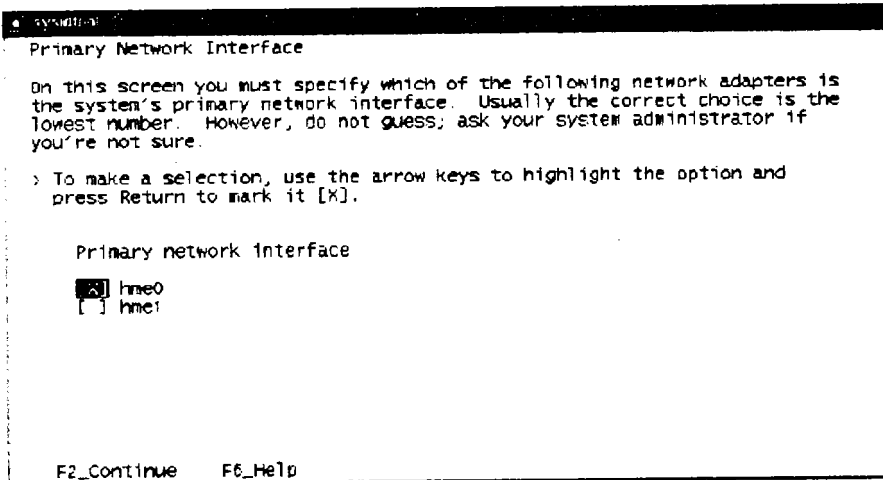 Primary Network Interface
On this screen you must specify which of the following network adapters is
the system's primary network interface. Usually the correct choice is the
lowest number. However, do not guess; ask your system administrator if
you're not sure.
> To make a selection, use the arrow keys to highlight the option and
press Return to mark it [X].
Primary network interface
[X] hme0
[ ] hme1
F2_Continue F6_Help